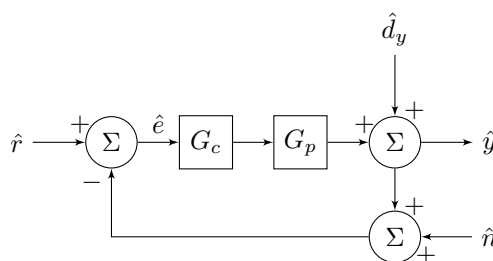 d̂_y
+ ê + +
r̂ Σ G_c G_p Σ ŷ
−
+
Σ n̂
+